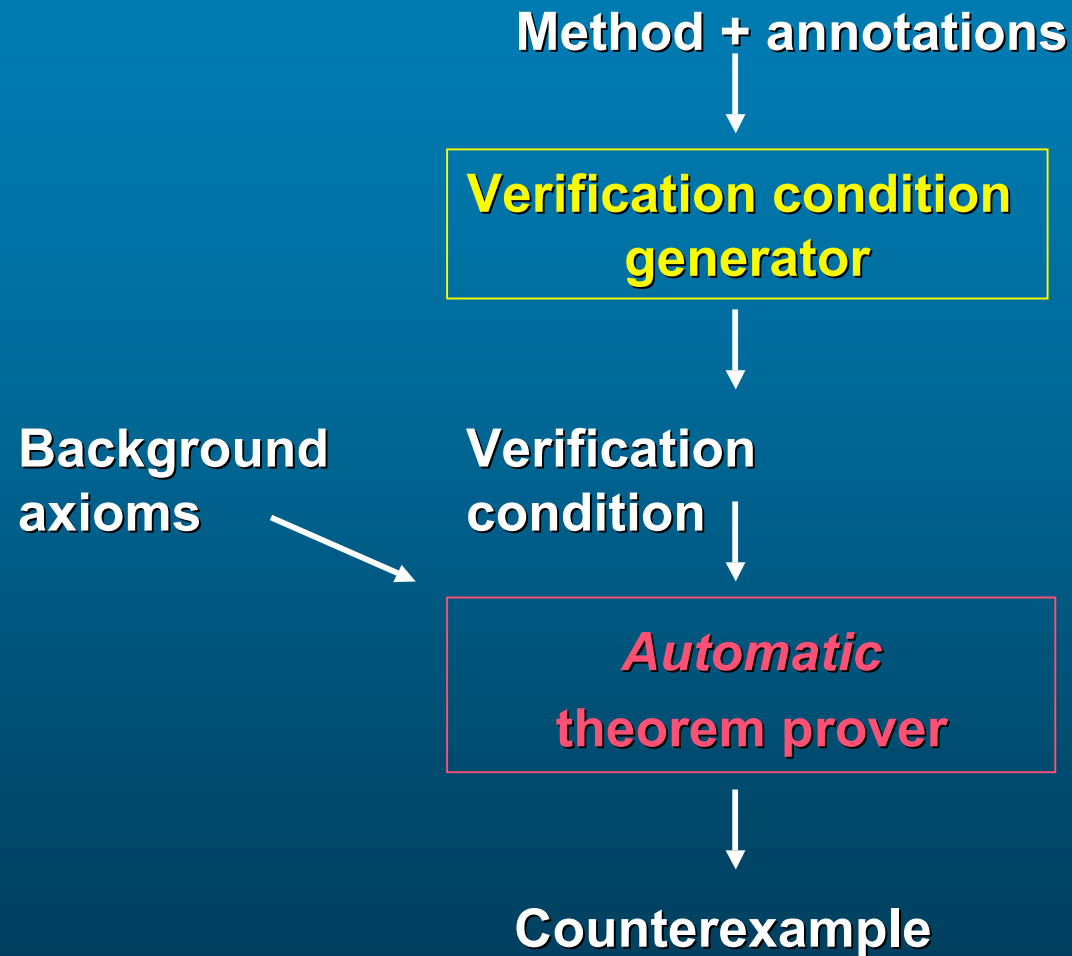 Method + annotations
Verification condition
generator
Background
axioms
Verification
condition
Automatic
theorem prover
Counterexample